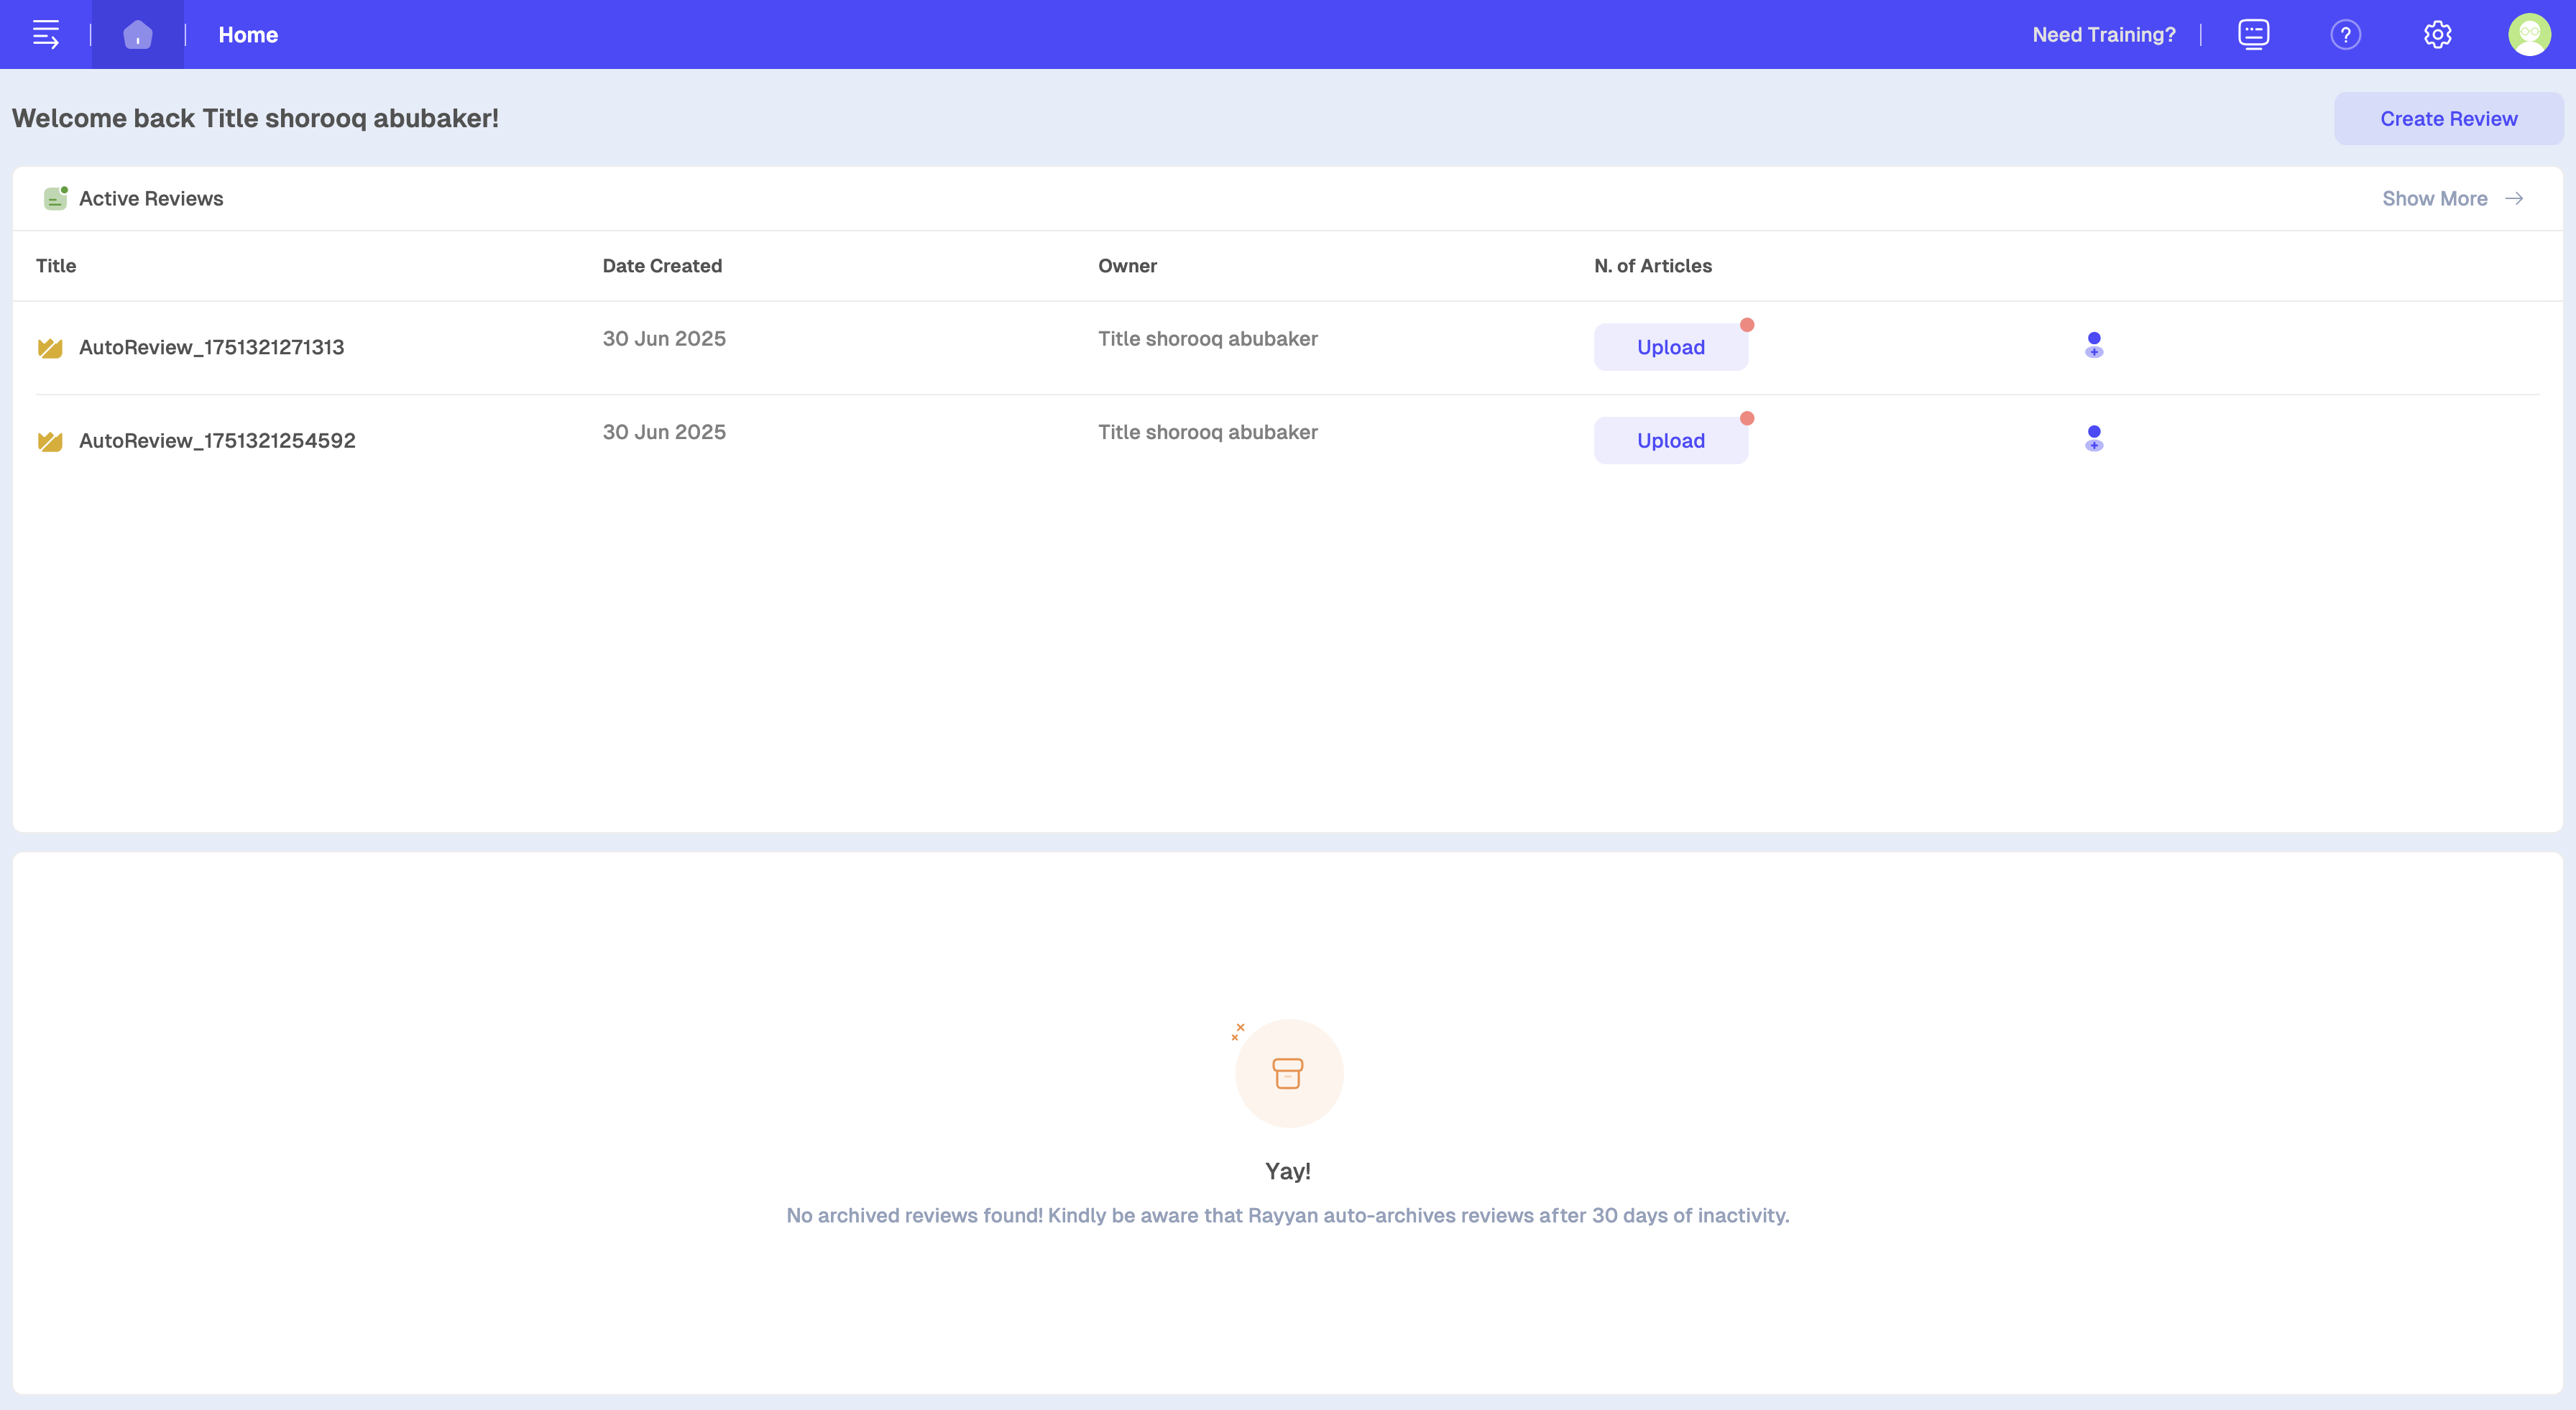 Home
Need Training?
Welcome back Title shorooq abubaker!
Create Review
Active Reviews
Show More
Title
Date Created
Owner
N. of Articles
AutoReview_1751321271313
30 Jun 2025
Title shorooq abubaker
Upload
AutoReview_1751321254592
30 Jun 2025
Title shorooq abubaker
Upload
Yay!
No archived reviews found! Kindly be aware that Rayyan auto-archives reviews after 30 days of inactivity.